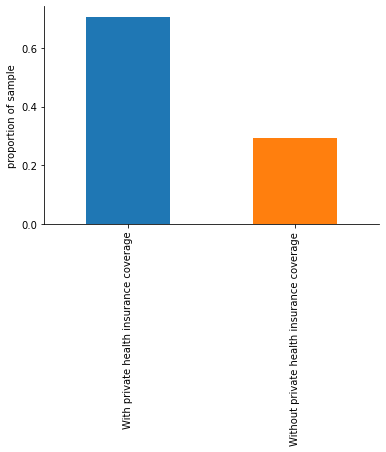 0.6
0.4
0.2
0.0
proportion of sample
With private health insurance coverage
Without private health insurance coverage